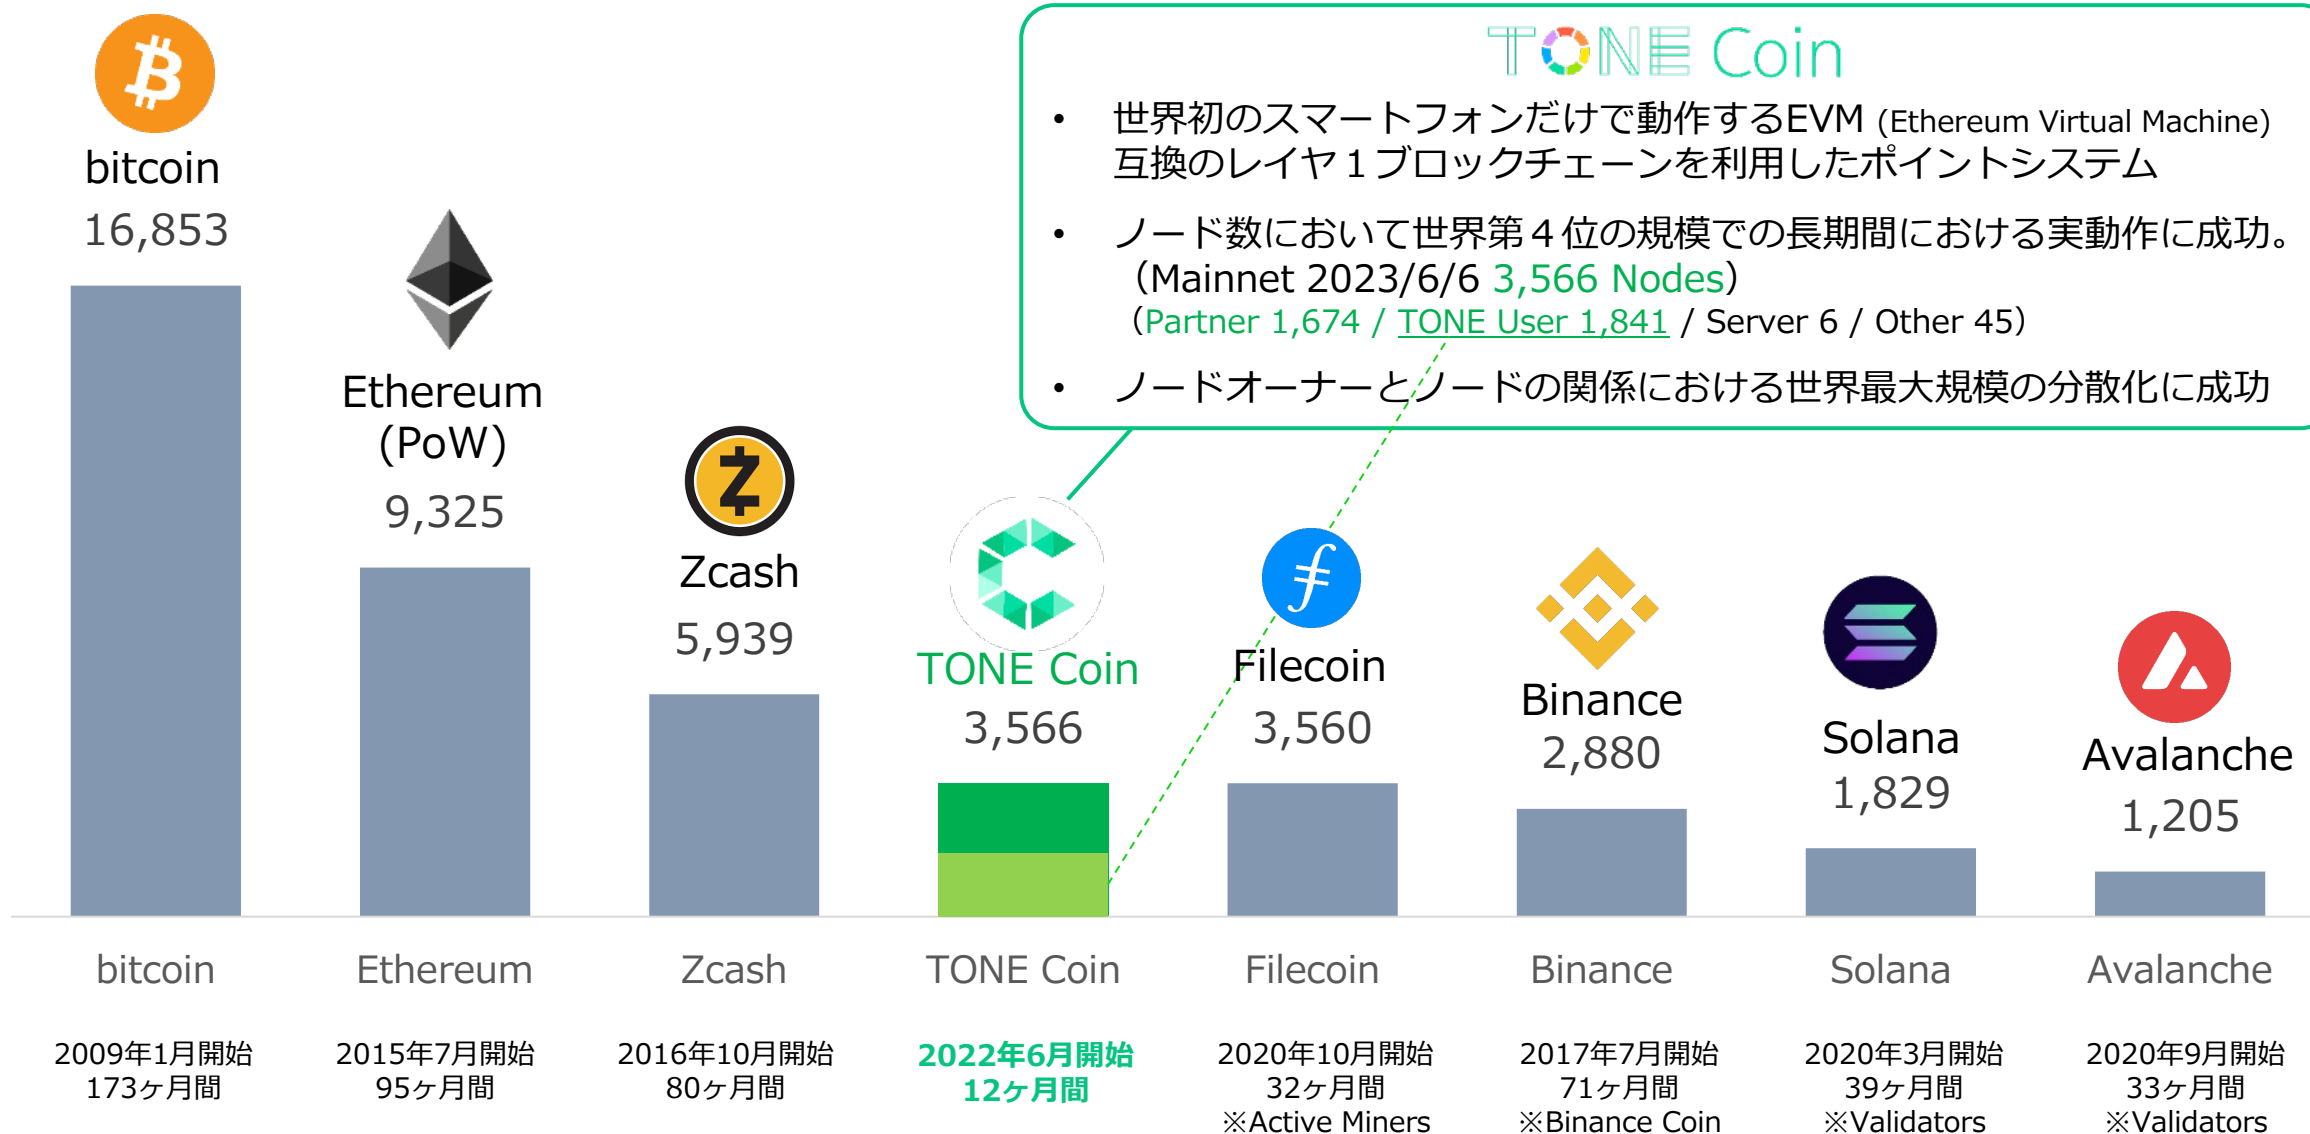 TONE Coin
• 世界初のスマートフォンだけで動作するEVM (Ethereum Virtual Machine)
互換のレイヤ１ブロックチェーンを利用したポイントシステム
• ノード数において世界第４位の規模での長期間における実動作に成功。
（Mainnet 2023/6/6 3,566 Nodes）
（Partner 1,674 / TONE User 1,841 / Server 6 / Other 45）
• ノードオーナーとノードの関係における世界最大規模の分散化に成功
bitcoin
16,853
Ethereum
(PoW)
9,325
Zcash
5,939
TONE Coin
3,566
Filecoin
3,560
Binance
2,880
Solana
1,829
Avalanche
1,205
bitcoin
Ethereum
Zcash
TONE Coin
Filecoin
Binance
Solana
Avalanche
2009年1月開始
173ヶ月間
2015年7月開始
95ヶ月間
2016年10月開始
80ヶ月間
2022年6月開始
12ヶ月間
2020年10月開始
32ヶ月間
※Active Miners
2017年7月開始
71ヶ月間
※Binance Coin
2020年3月開始
39ヶ月間
※Validators
2020年9月開始
33ヶ月間
※Validators